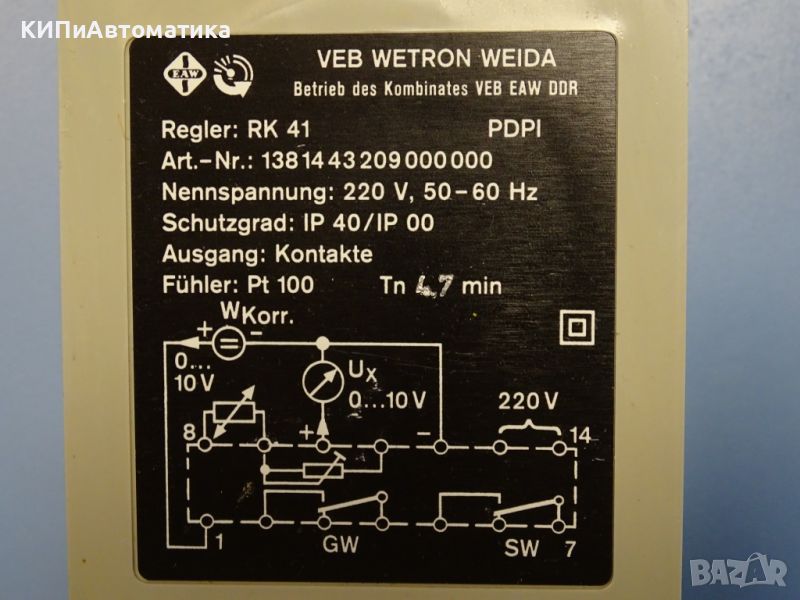 КИПиАвтоматика
EAW
VEB WETRON WEIDA
Betrieb des Kombinates VEB EAW DDR
Regler: RK 41 PDPI
Art.-Nr.: 13814 43 209 000 000
Nennspannung: 220 V, 50-60 Hz
Schutzgrad: IP 40/IP 00
Ausgang: Kontakte
Fühler: Pt 100 Tn 4,7 min
+ WKorr. -
0...
10 V
Ux
0...10 V
220 V
8 + - 14
1 GW SW 7
BAZAR